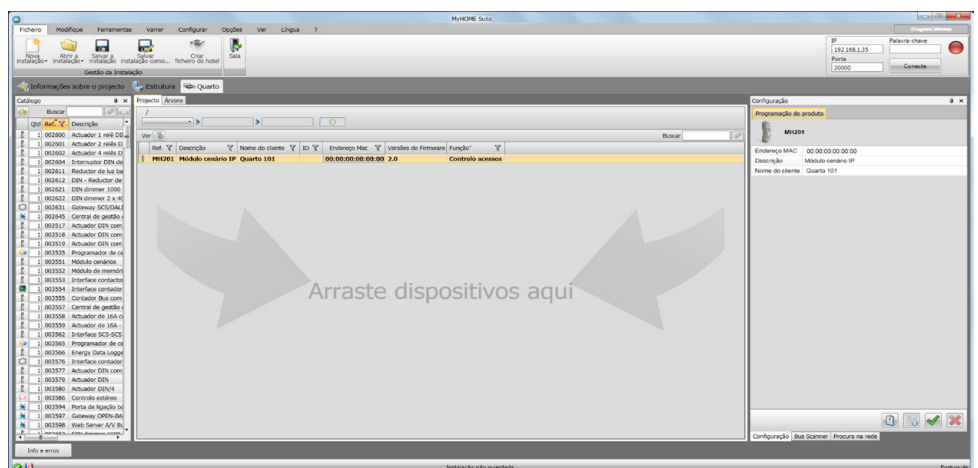 MyHOME Suite
Ficheiro Modifique Ferramentas Varrer Configurar Opções Ver Língua ?
Nova Instalação
Abrir a Instalação
Salvar a Instalação
Salvar Instalação como...
Criar ficheiro do hotel
Saia
Gestão da Instalação
IP
192.168.1.35
Porta
20000
Palavra-chave
Conecte
Informações sobre o projecto Estrutura Quarto
Catálogo
Buscar
Qtd Ref. Descrição
1 002600 Actuador 1 relé DI
1 002601 Actuador 2 relés D
1 002602 Actuador 4 relés D
1 002604 Interruptor DIN de
1 002611 Reductor de luz ba
1 002612 DIN - Reductor de
1 002621 DIN dimmer 1000
1 002622 DIN dimmer 2 x 40
1 002631 Gateway SCS/DALI
1 002645 Central de gestão
1 003517 Actuador DIN com
1 003518 Actuador DIN com
1 003519 Actuador DIN com
1 003535 Programador de ce
1 003551 Módulo cenários
1 003552 Módulo de memóri
1 003553 Interface contactos
1 003554 Interface contador
1 003555 Contador Bus com
1 003557 Central de gestão
1 003558 Actuador de 16A c
1 003559 Actuador de 16A -
1 003562 Interface SCS-SCS
1 003565 Programador de ce
1 003566 Energy Data Logge
1 003576 Interface contador
1 003577 Actuador DIN com
1 003579 Actuador DIN
1 003580 Actuador DIN/4
1 003586 Controlo estéreo
1 003594 Porta de ligação bá
1 003597 Gateway OPEN-BA
1 003598 Web Server A/V B
Projecto Árvore
/
Ver
Buscar
Ref. Descrição Nome do cliente ID Endereço Mac Versões de Firmware Função
MH201 Módulo cenário IP Quarto 101 00:00:00:00:00:00 2.0 Controlo acessos
Arraste dispositivos aqui
Configuração
Programação de produto
MH201
Endereço MAC 00:00:00:00:00:00
Descrição Módulo cenário IP
Nome do cliente Quarto 101
Configuração Bus Scanner Procura na rede
Info e erros
Instalação não guardada
Português